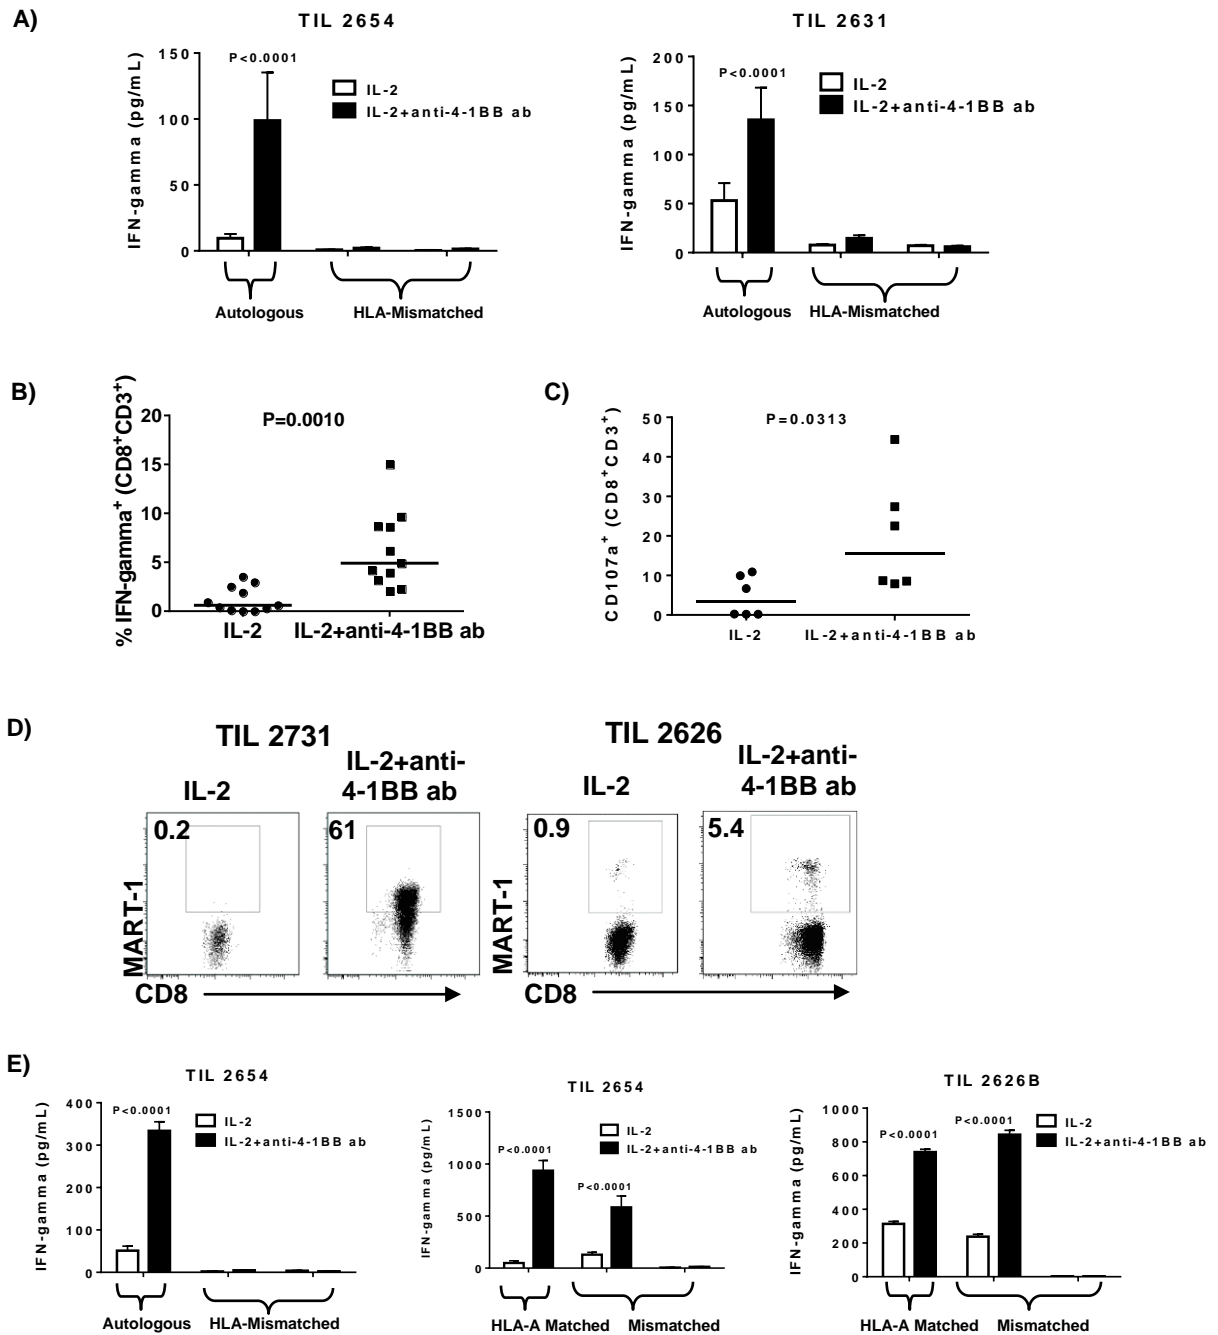 A)
TIL 2654
IFN-gamma (pg/mL)
150
100
50
0
P<0.0001
IL-2
IL-2+anti-4-1BB ab
Autologous
HLA-Mismatched
TIL 2631
IFN-gamma (pg/mL)
200
150
100
50
0
P<0.0001
IL-2
IL-2+anti-4-1BB ab
Autologous
HLA-Mismatched
B)
% IFN-gamma⁺ (CD8⁺CD3⁺)
20
15
10
5
0
P=0.0010
IL-2
IL-2+anti-4-1BB ab
C)
CD107a⁺ (CD8⁺CD3⁺)
50
40
30
20
10
0
P=0.0313
IL-2
IL-2+anti-4-1BB ab
D)
TIL 2731
IL-2
IL-2+anti-
4-1BB ab
0.2
61
MART-1
CD8
TIL 2626
IL-2
IL-2+anti-
4-1BB ab
0.9
5.4
MART-1
CD8
E)
TIL 2654
IFN-gamma (pg/mL)
400
300
200
100
0
P<0.0001
IL-2
IL-2+anti-4-1BB ab
Autologous
HLA-Mismatched
TIL 2654
IFN-gamma (pg/mL)
1500
1000
500
0
P<0.0001
P<0.0001
IL-2
IL-2+anti-4-1BB ab
HLA-A Matched
Mismatched
TIL 2626B
IFN-gamma (pg/mL)
1000
800
600
400
200
0
P<0.0001
P<0.0001
IL-2
IL-2+anti-4-1BB ab
HLA-A Matched
Mismatched